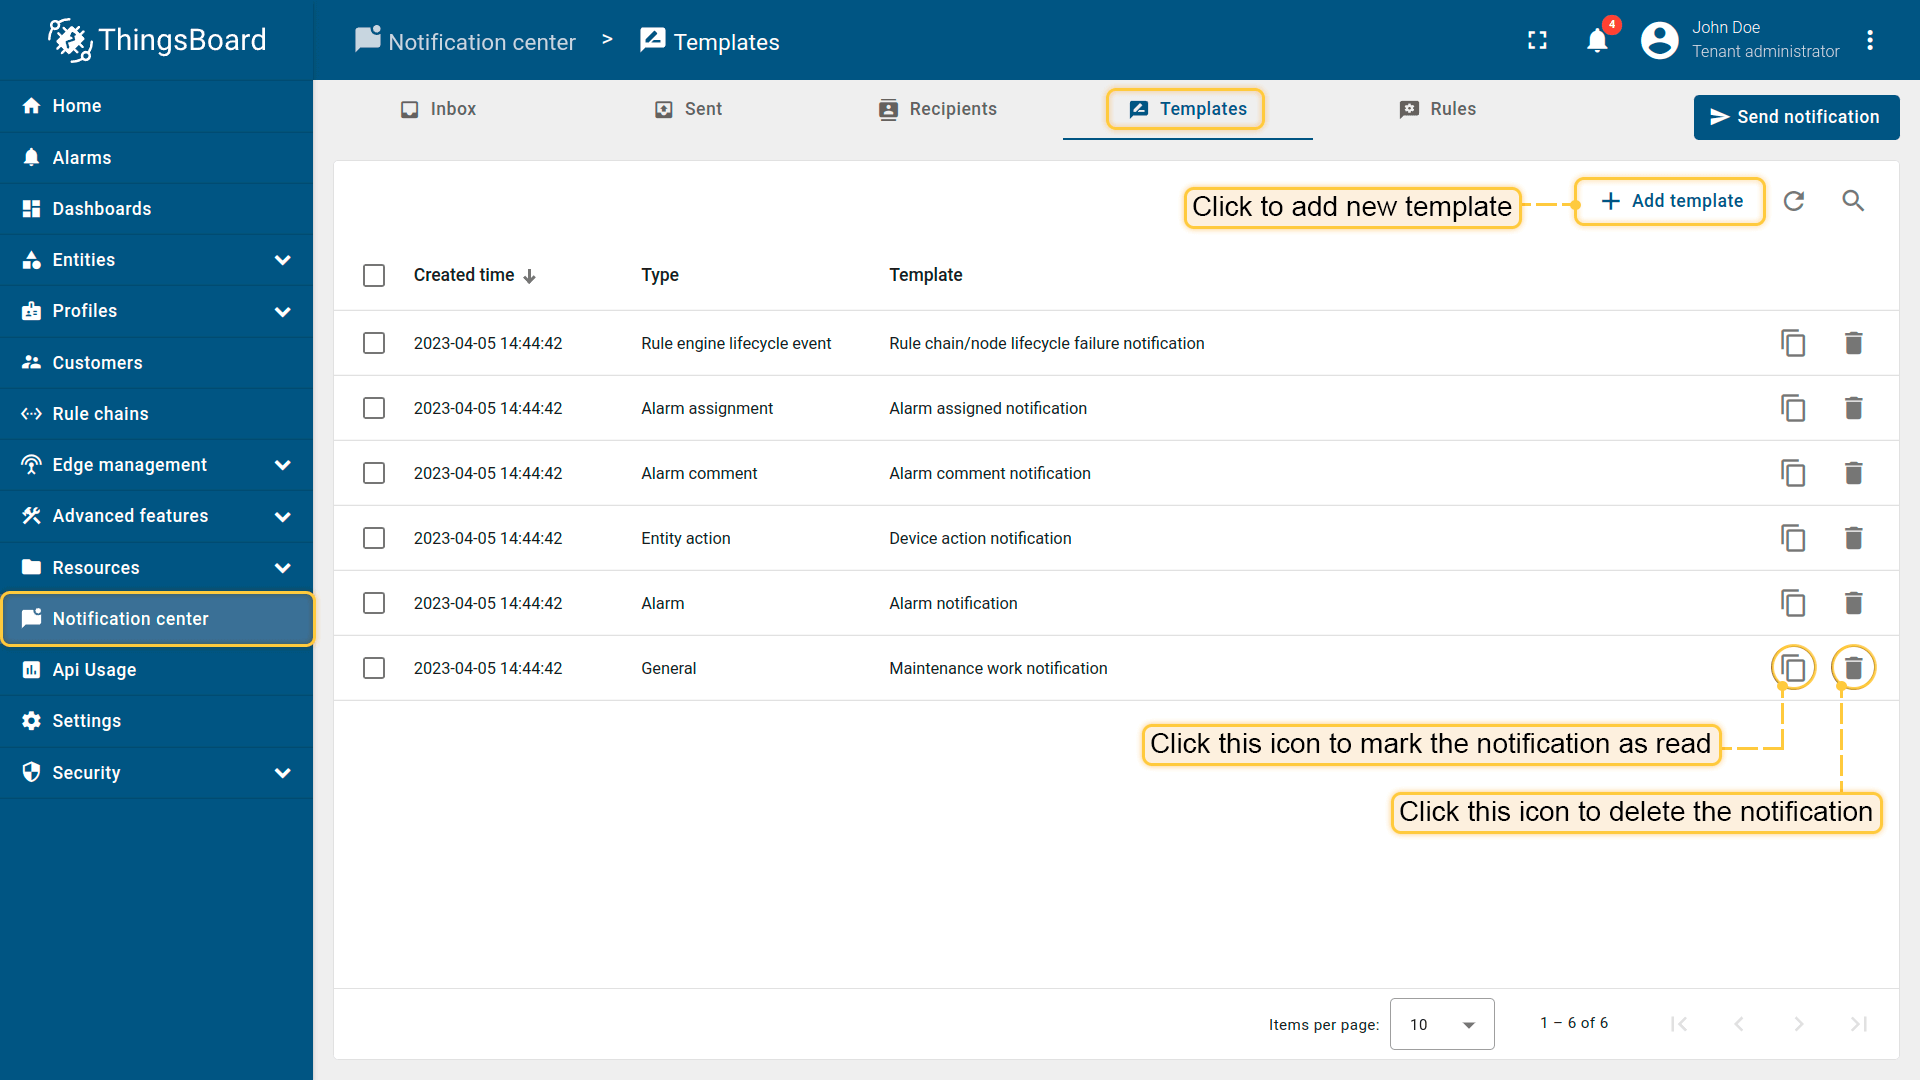 ThingsBoard
Notification center > Templates
4
John Doe
Tenant administrator
Home
Alarms
Dashboards
Entities
Profiles
Customers
Rule chains
Edge management
Advanced features
Resources
Notification center
Api Usage
Settings
Security
Inbox
Sent
Recipients
Templates
Rules
Send notification
Click to add new template
+ Add template
Created time Type Template
2023-04-05 14:44:42 Rule engine lifecycle event Rule chain/node lifecycle failure notification
2023-04-05 14:44:42 Alarm assignment Alarm assigned notification
2023-04-05 14:44:42 Alarm comment Alarm comment notification
2023-04-05 14:44:42 Entity action Device action notification
2023-04-05 14:44:42 Alarm Alarm notification
2023-04-05 14:44:42 General Maintenance work notification
Click this icon to mark the notification as read
Click this icon to delete the notification
Items per page: 10 1 – 6 of 6